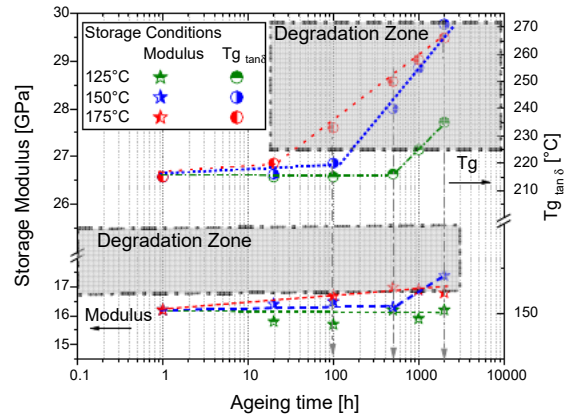 Storage Conditions
Modulus Tg tanδ
125°C
150°C
175°C
Degradation Zone
Tg
Degradation Zone
Modulus
Storage Modulus [GPa]
30
29
28
27
26
17
16
15
Tg tan δ [°C]
270
260
250
240
230
220
210
150
0.1 1 10 100 1000 10000
Ageing time [h]